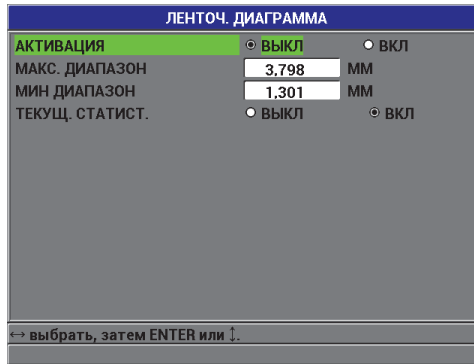 ЛЕНТОЧ. ДИАГРАММА
АКТИВАЦИЯ ВЫКЛ ВКЛ
МАКС. ДИАПАЗОН 3,798 ММ
МИН ДИАПАЗОН 1,301 ММ
ТЕКУЩ. СТАТИСТ. ВЫКЛ ВКЛ
↔ выбрать, затем ENTER или ↕.